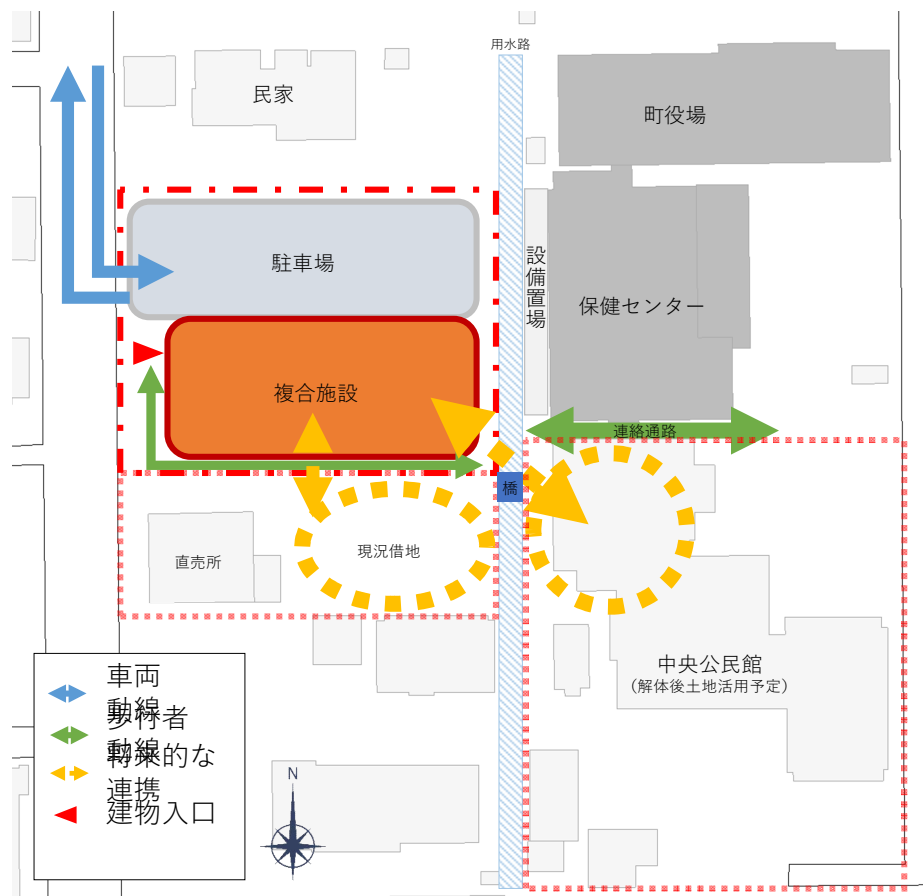 用水路
民家
町役場
駐車場
設備置場
保健センター
複合施設
連絡通路
橋
直売所
現況借地
中央公民館
(解体後土地活用予定)
車両
動線
歩行者
動線
将来的な
連携
建物入口
N